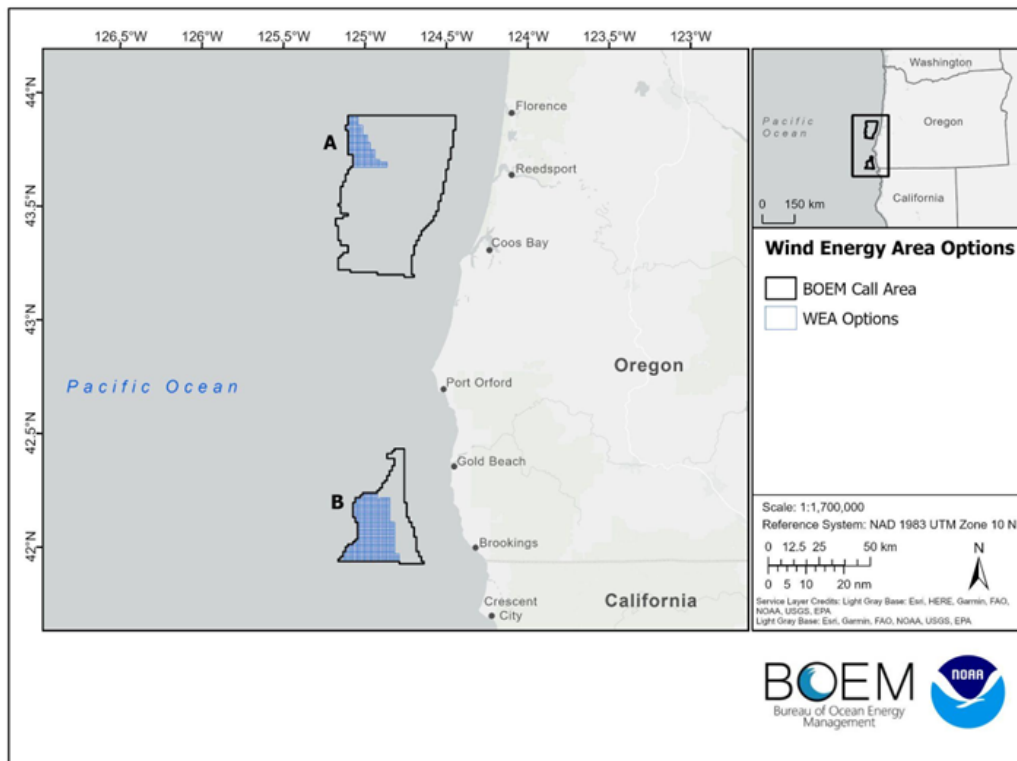 126.5°W 126°W 125.5°W 124.9°W 124.5°W 124°W 123.5°W 123°W
44°N
43.5°N
43°N
42.5°N
42°N
A
B
Florence
Reedsport
Coos Bay
Port Orford
Gold Beach
Brookings
Crescent
City
Oregon
California
Pacific Ocean
Washington
Pacific
Ocean
Oregon
California
0 150 km
Wind Energy Area Options
BOEM Call Area
WEA Options
Scale: 1:1,700,000
Reference System: NAD 1983 UTM Zone 10 N
0 12.5 25 50 km
0 5 10 20 nm
N
Service Layer Credits: Light Gray Base: Esri, HERE, Garmin, FAO,
NOAA, USGS, EPA
Light Gray Base: Esri, Garmin, FAO, NOAA, USGS, EPA
BOEM
Bureau of Ocean Energy
Management
NOAA